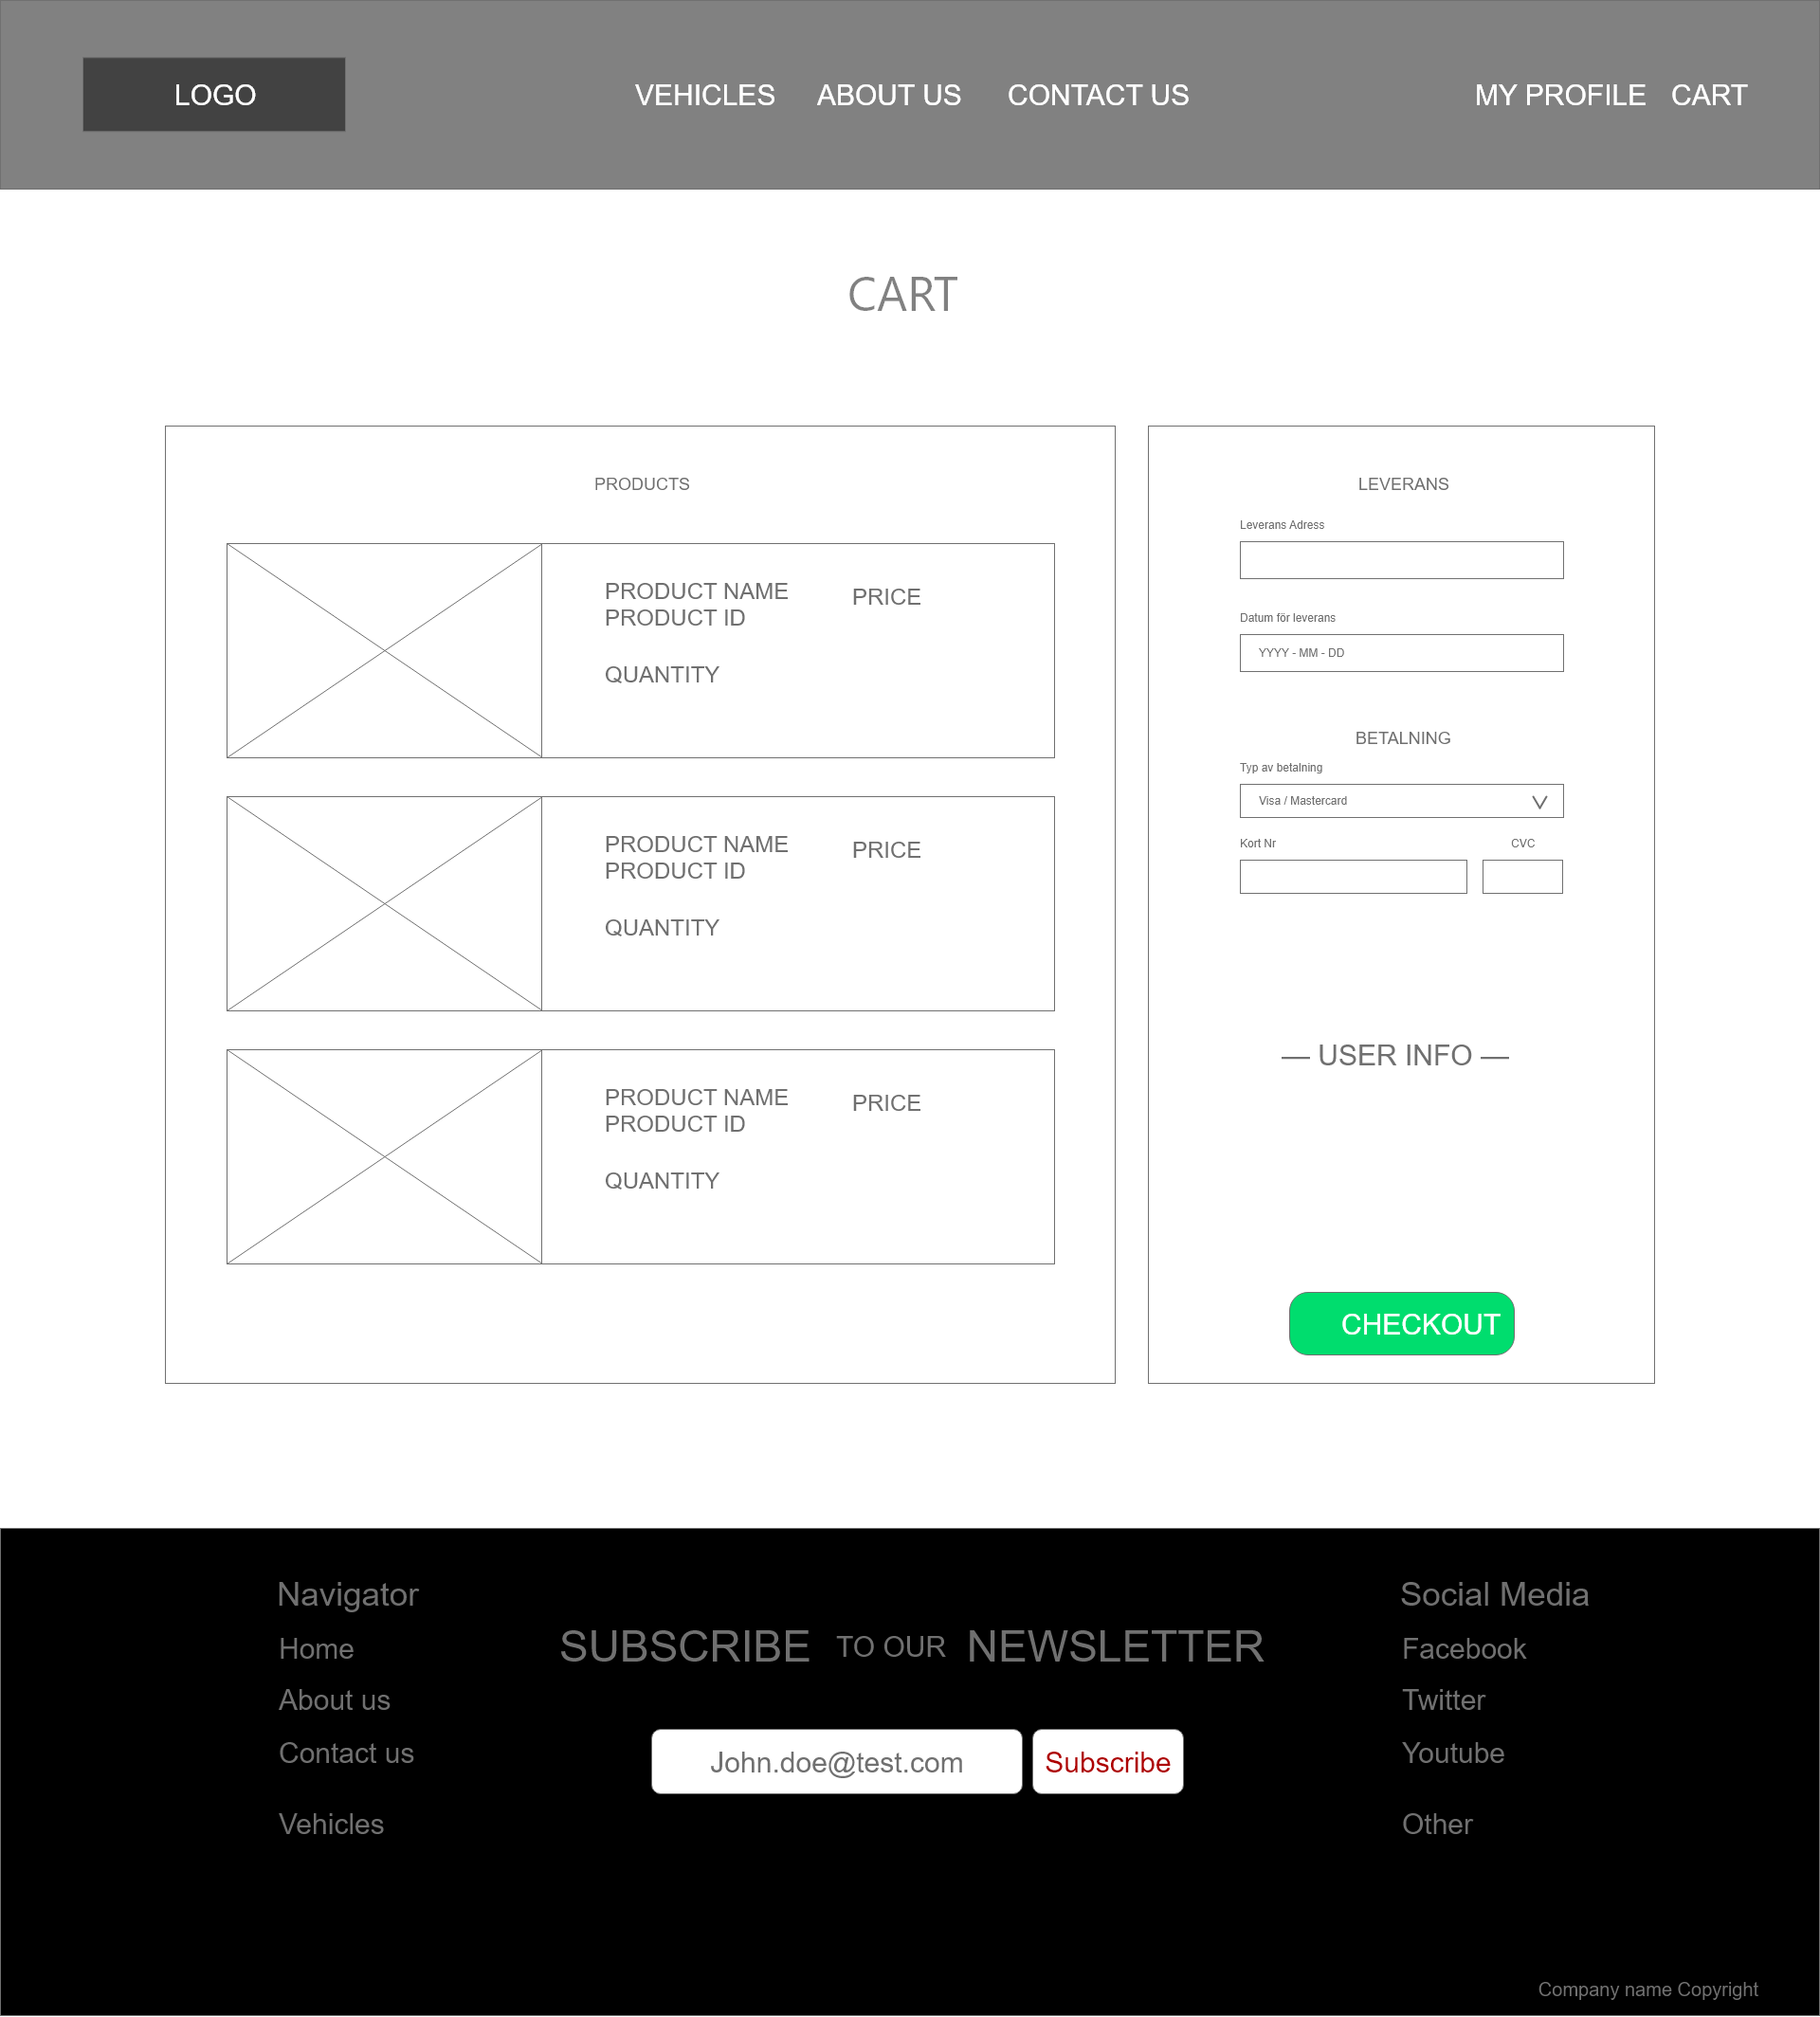 LOGO
VEHICLES
ABOUT US
CONTACT US
MY PROFILE
CART
CART
PRODUCTS
PRODUCT NAME
PRODUCT ID
PRICE
QUANTITY
PRODUCT NAME
PRODUCT ID
PRICE
QUANTITY
PRODUCT NAME
PRODUCT ID
PRICE
QUANTITY
LEVERANS
Leverans Adress
Datum för leverans
YYYY - MM - DD
BETALNING
Typ av betalning
Visa / Mastercard
Kort Nr
CVC
— USER INFO —
CHECKOUT
Navigator
Home
About us
Contact us
Vehicles
SUBSCRIBE TO OUR NEWSLETTER
John.doe@test.com
Subscribe
Social Media
Facebook
Twitter
Youtube
Other
Company name Copyright